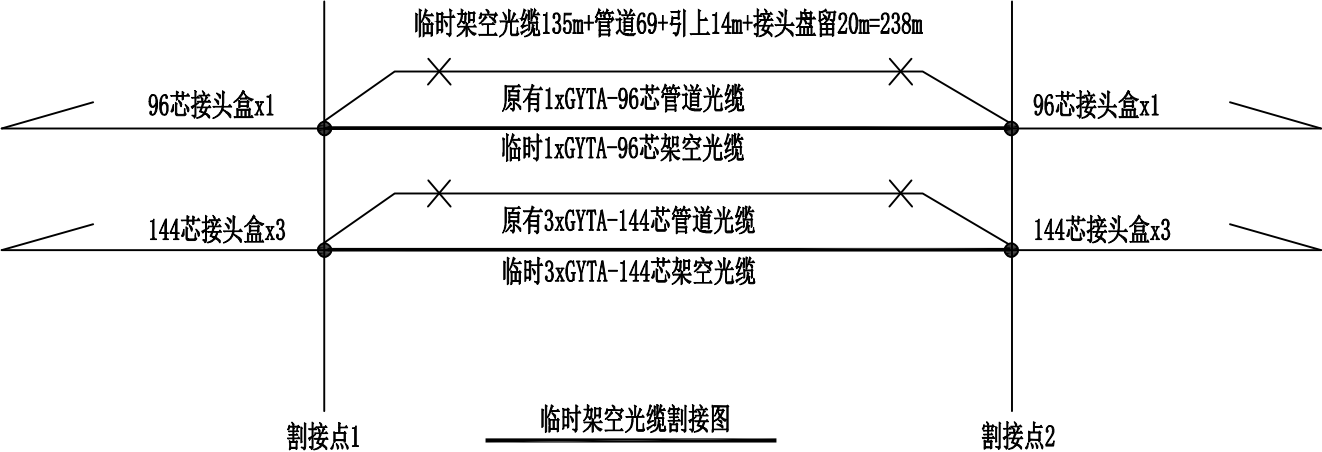 临时架空光缆135m+管道69+引上14m+接头盘留20m=238m
96芯接头盒x1
原有1xGYTA-96芯管道光缆
96芯接头盒x1
临时1xGYTA-96芯架空光缆
144芯接头盒x3
原有3xGYTA-144芯管道光缆
144芯接头盒x3
临时3xGYTA-144芯架空光缆
割接点1
临时架空光缆割接图
割接点2